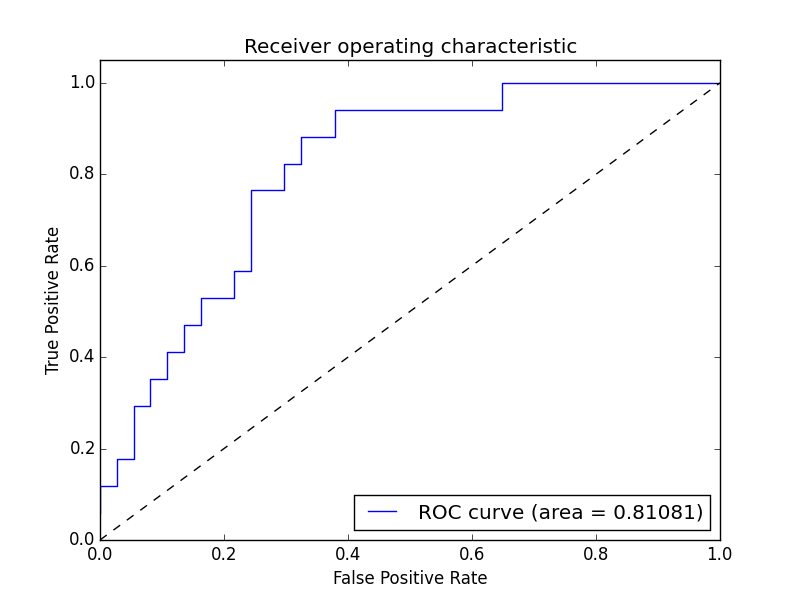 Receiver operating characteristic
1.0
0.8
0.6
0.4
0.2
0.0
True Positive Rate
ROC curve (area = 0.81081)
0.0 0.2 0.4 0.6 0.8 1.0
False Positive Rate